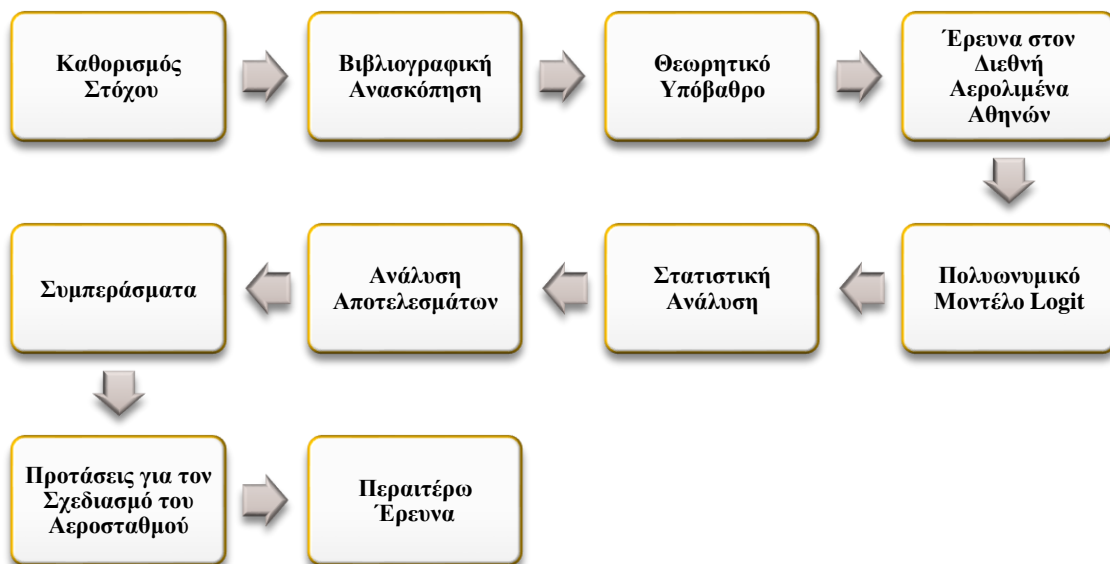 Καθορισμός
Στόχου
Βιβλιογραφική
Ανασκόπηση
Θεωρητικό
Υπόβαθρο
Έρευνα στον
Διεθνή
Αερολιμένα
Αθηνών
Πολυωνυμικό
Μοντέλο Logit
Στατιστική
Ανάλυση
Ανάλυση
Αποτελεσμάτων
Συμπεράσματα
Προτάσεις για τον
Σχεδιασμό του
Αεροσταθμού
Περαιτέρω
Έρευνα